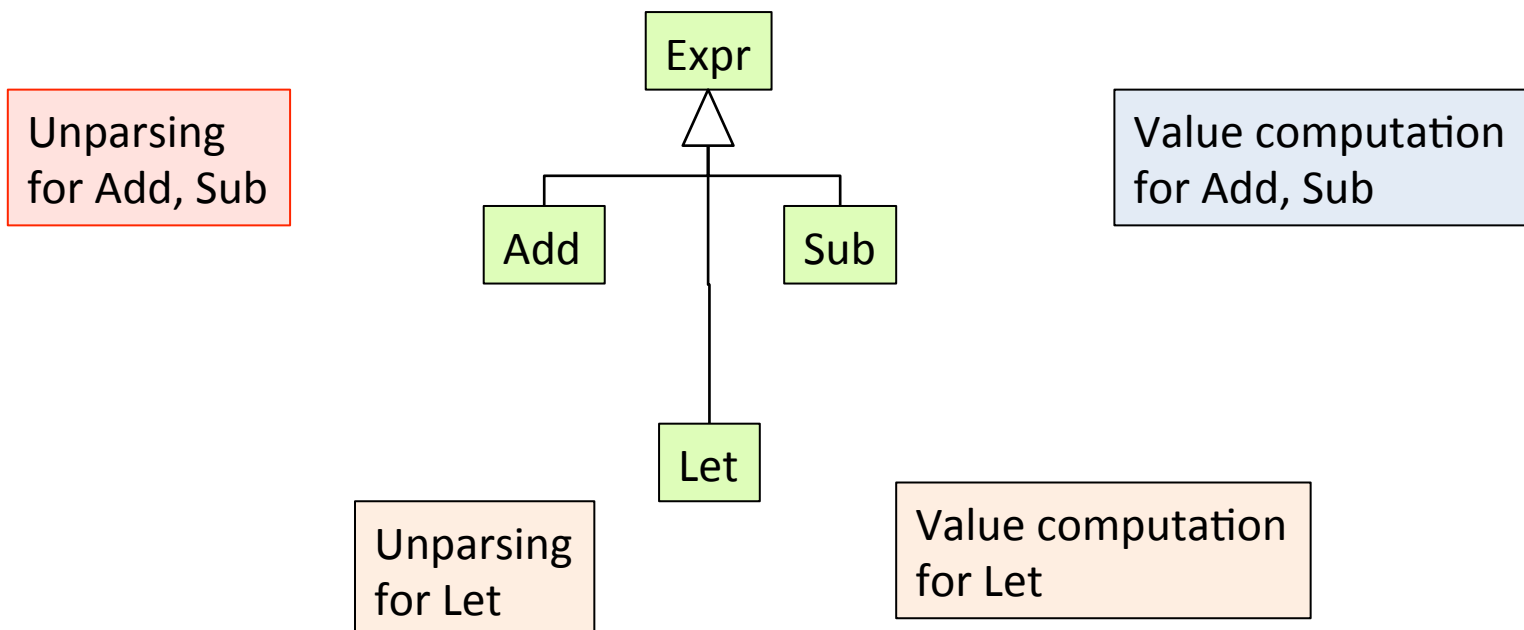 Expr
Unparsing
for Add, Sub
Value computation
for Add, Sub
Add
Sub
Let
Unparsing
for Let
Value computation
for Let